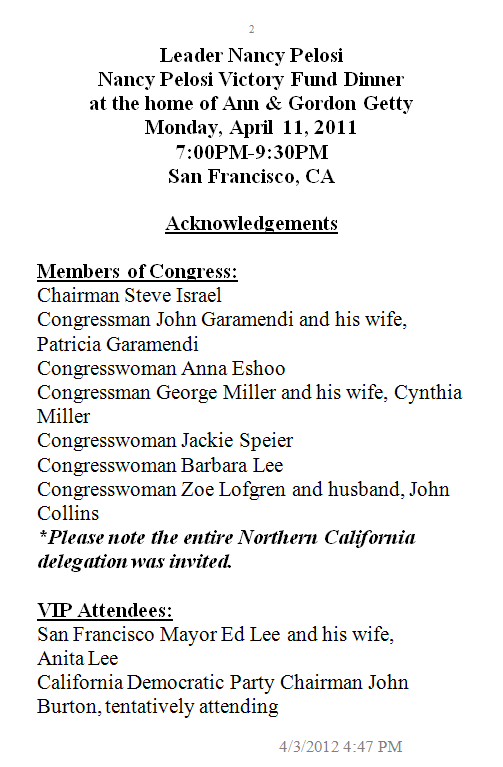 2
Leader Nancy Pelosi
Nancy Pelosi Victory Fund Dinner
at the home of Ann & Gordon Getty
Monday, April 11, 2011
7:00PM-9:30PM
San Francisco, CA
Acknowledgements
Members of Congress:
Chairman Steve Israel
Congressman John Garamendi and his wife,
Patricia Garamendi
Congresswoman Anna Eshoo
Congressman George Miller and his wife, Cynthia
Miller
Congresswoman Jackie Speier
Congresswoman Barbara Lee
Congresswoman Zoe Lofgren and husband, John
Collins
*Please note the entire Northern California
delegation was invited.
VIP Attendees:
San Francisco Mayor Ed Lee and his wife,
Anita Lee
California Democratic Party Chairman John
Burton, tentatively attending
4/3/2012 4:47 PM